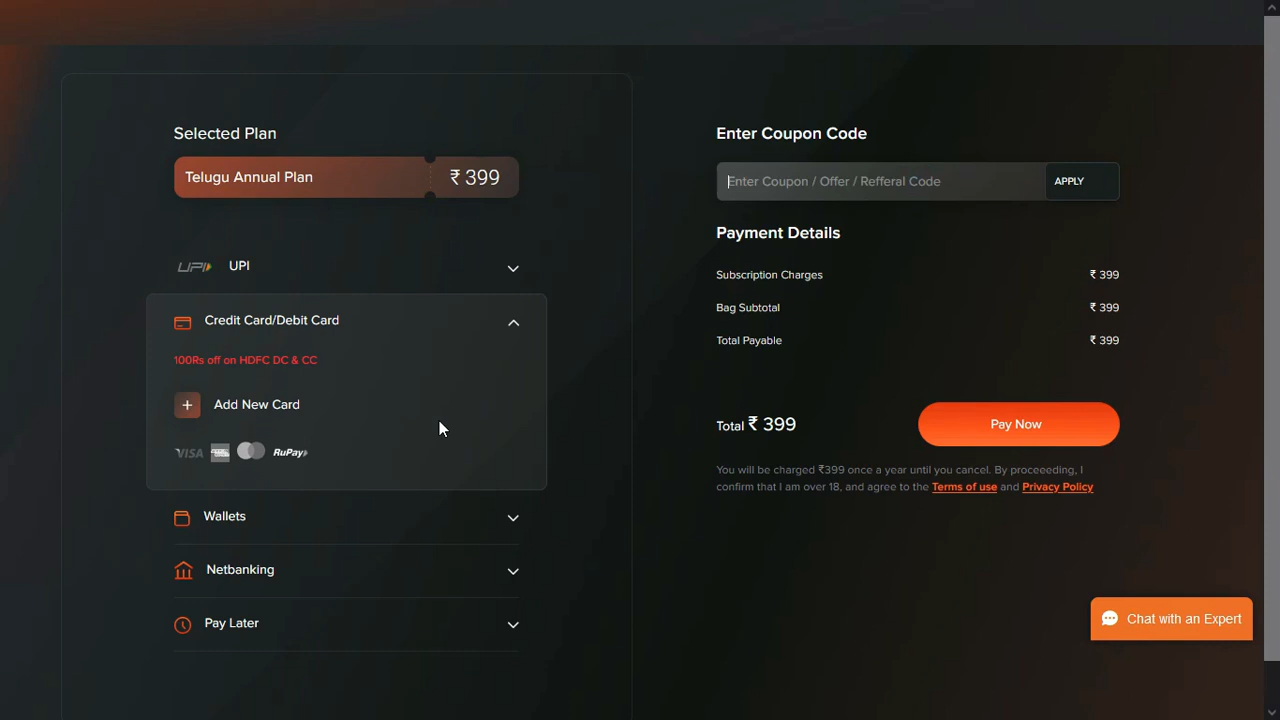 Selected Plan
Telugu Annual Plan ₹ 399
UPI UPI
Credit Card/Debit Card
100Rs off on HDFC DC & CC
+ Add New Card
VISA RuPay
Wallets
Netbanking
Pay Later
Enter Coupon Code
Enter Coupon / Offer / Refferal Code APPLY
Payment Details
Subscription Charges ₹ 399
Bag Subtotal ₹ 399
Total Payable ₹ 399
Total ₹ 399 Pay Now
You will be charged ₹399 once a year until you cancel. By proceeeding, I
confirm that I am over 18, and agree to the Terms of use and Privacy Policy
Chat with an Expert